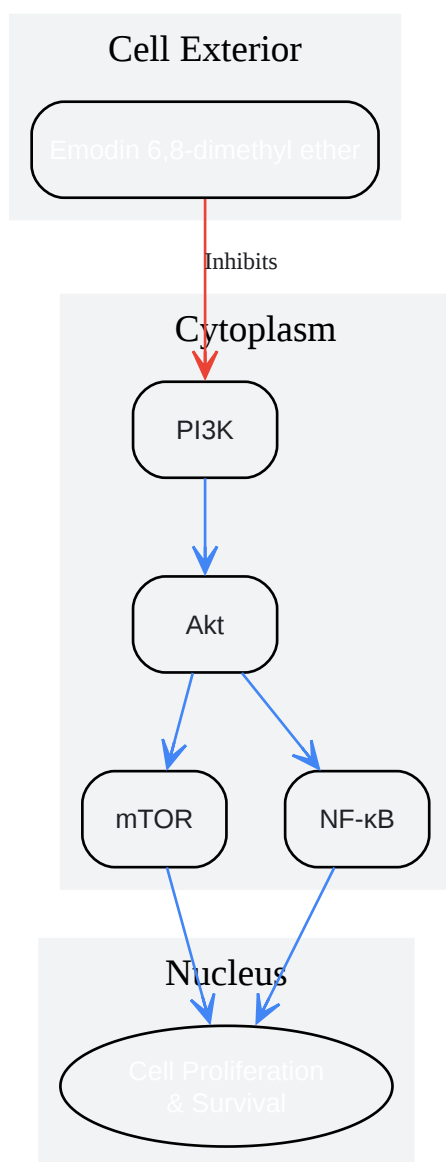 Cell Exterior
Emodin 6,8-dimethyl ether
Inhibits
Cytoplasm
PI3K
Akt
mTOR
NF-κB
Nucleus
Cell Proliferation
& Survival